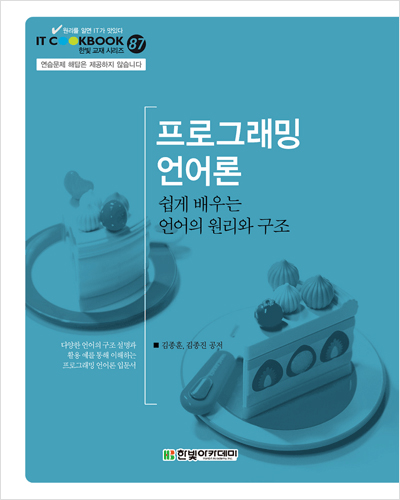 원리를 알면 IT가 맛있다
IT COOKBOOK
한빛 교재 시리즈
87
연습문제 해답은 제공하지 않습니다
프로그래밍
언어론
쉽게 배우는
언어의 원리와 구조
■ 김종훈, 김종진 공저
다양한 언어의 구조 설명과
활용 예를 통해 이해하는
프로그래밍 언어론 입문서
HB 한빛아카데미